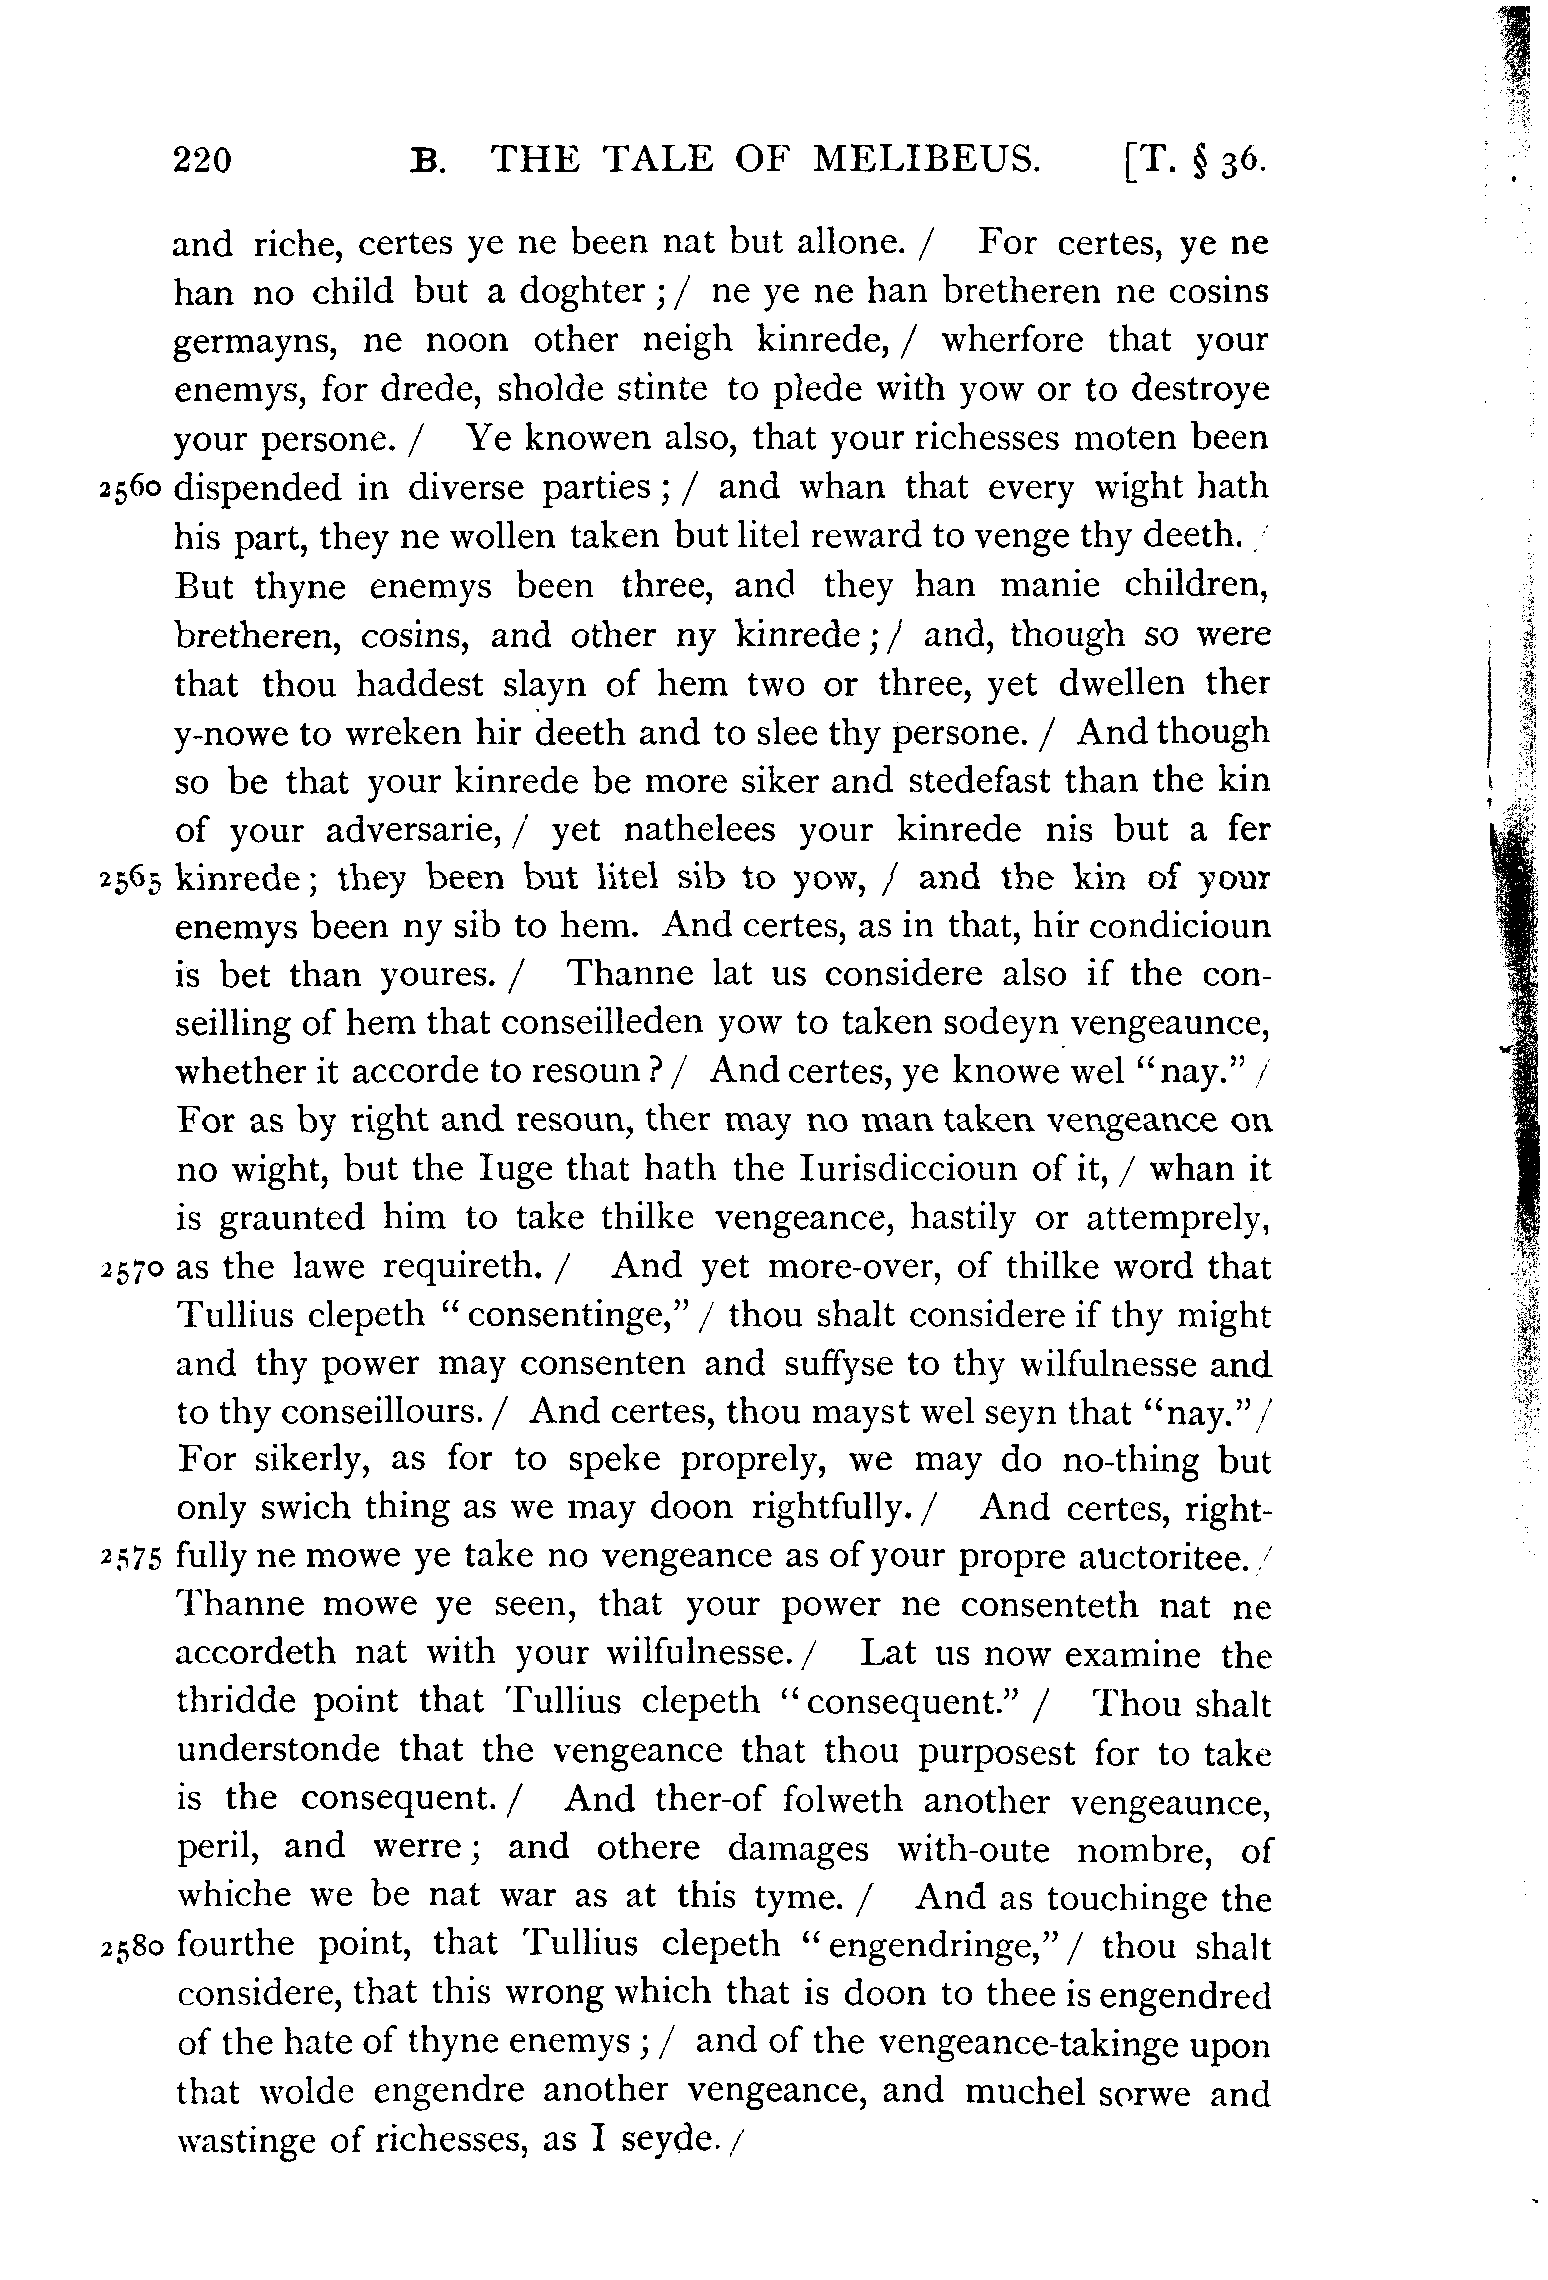 220 B. THE TALE OF MELIBEUS. [T. § 36.
and riche, certes ye ne been nat but allone. / For certes, ye ne
han no child but a doghter ; / ne ye ne han bretheren ne cosins
germayns, ne noon other neigh kinrede, / wherfore that your
enemys, for drede, sholde stinte to plede with yow or to destroye
your persone. / Ye knowen also, that your richesses moten been
2560 dispended in diverse parties ; / and whan that every wight hath
his part, they ne wollen taken but litel reward to venge thy deeth. /
But thyne enemys been three, and they han manie children,
bretheren, cosins, and other ny kinrede ; / and, though so were
that thou haddest slayn of hem two or three, yet dwellen ther
y-nowe to wreken hir deeth and to slee thy persone. / And though
so be that your kinrede be more siker and stedefast than the kin
of your adversarie, / yet nathelees your kinrede nis but a fer
2565 kinrede ; they been but litel sib to yow, / and the kin of your
enemys been ny sib to hem. And certes, as in that, hir condicioun
is bet than youres. / Thanne lat us considere also if the con-
seilling of hem that conseilleden yow to taken sodeyn vengeaunce,
whether it accorde to resoun ? / And certes, ye knowe wel “nay.” /
For as by right and resoun, ther may no man taken vengeance on
no wight, but the Iuge that hath the Iurisdiccioun of it, / whan it
is graunted him to take thilke vengeance, hastily or attemprely,
2570 as the lawe requireth. / And yet more-over, of thilke word that
Tullius clepeth “consentinge,” / thou shalt considere if thy might
and thy power may consenten and suffyse to thy wilfulnesse and
to thy conseillours. / And certes, thou mayst wel seyn that “nay.” /
For sikerly, as for to speke proprely, we may do no-thing but
only swich thing as we may doon rightfully. / And certes, right-
2575 fully ne mowe ye take no vengeance as of your propre auctoritee. /
Thanne mowe ye seen, that your power ne consenteth nat ne
accordeth nat with your wilfulnesse. / Lat us now examine the
thridde point that Tullius clepeth “consequent.” / Thou shalt
understonde that the vengeance that thou purposest for to take
is the consequent. / And ther-of folweth another vengeaunce,
peril, and werre ; and othere damages with-oute nombre, of
whiche we be nat war as at this tyme. / And as touchinge the
2580 fourthe point, that Tullius clepeth “engendringe,” / thou shalt
considere, that this wrong which that is doon to thee is engendred
of the hate of thyne enemys ; / and of the vengeance-takinge upon
that wolde engendre another vengeance, and muchel sorwe and
wastinge of richesses, as I seyde. /